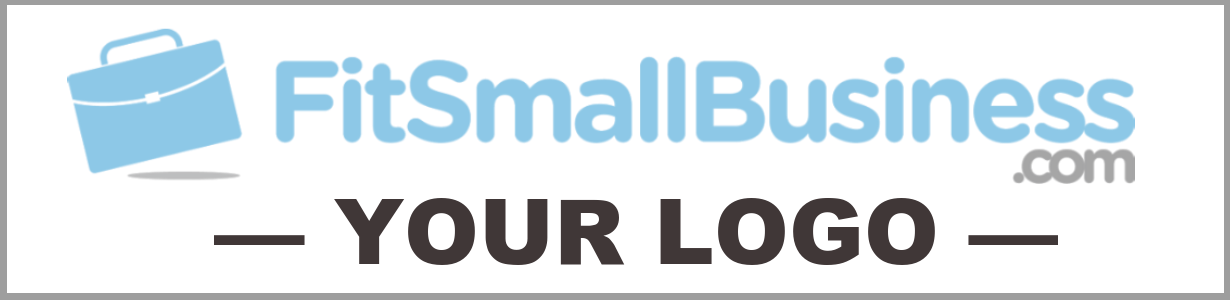 FitSmallBusiness
.com
— YOUR LOGO —